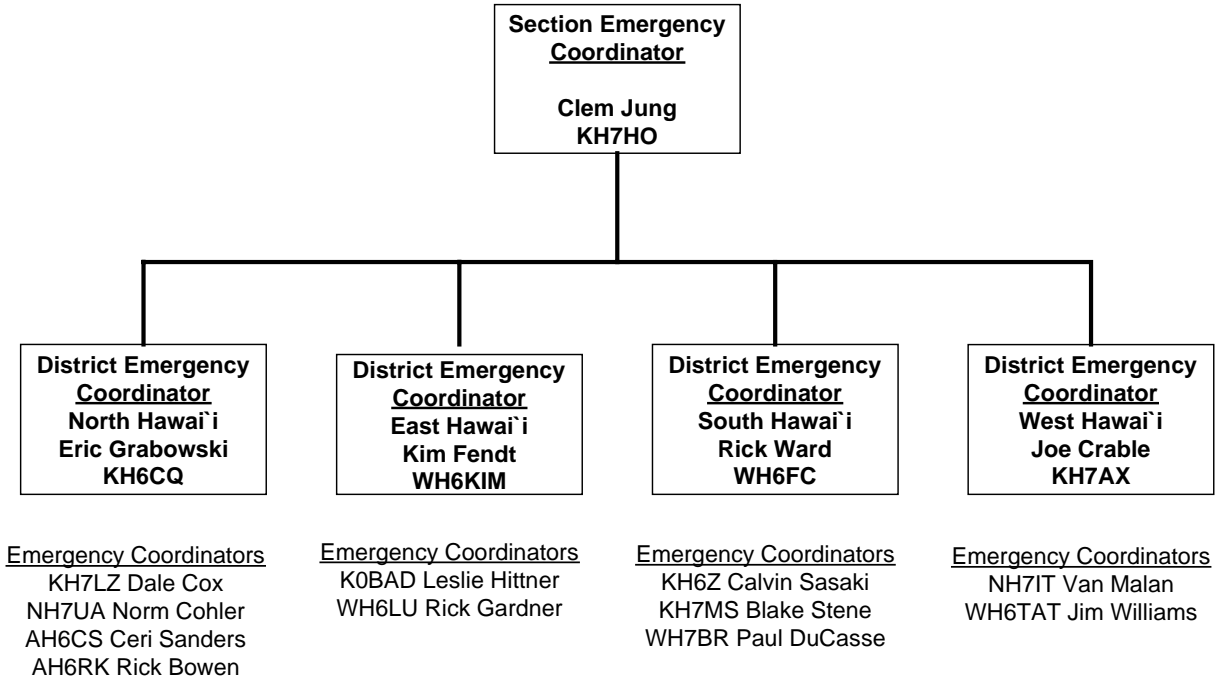 Section Emergency
Coordinator
Clem Jung
KH7HO
District Emergency
Coordinator
North Hawai`i
Eric Grabowski
KH6CQ
District Emergency
Coordinator
East Hawai`i
Kim Fendt
WH6KIM
District Emergency
Coordinator
South Hawai`i
Rick Ward
WH6FC
District Emergency
Coordinator
West Hawai`i
Joe Crable
KH7AX
Emergency Coordinators
KH7LZ Dale Cox
NH7UA Norm Cohler
AH6CS Ceri Sanders
AH6RK Rick Bowen
Emergency Coordinators
K0BAD Leslie Hittner
WH6LU Rick Gardner
Emergency Coordinators
KH6Z Calvin Sasaki
KH7MS Blake Stene
WH7BR Paul DuCasse
Emergency Coordinators
NH7IT Van Malan
WH6TAT Jim Williams